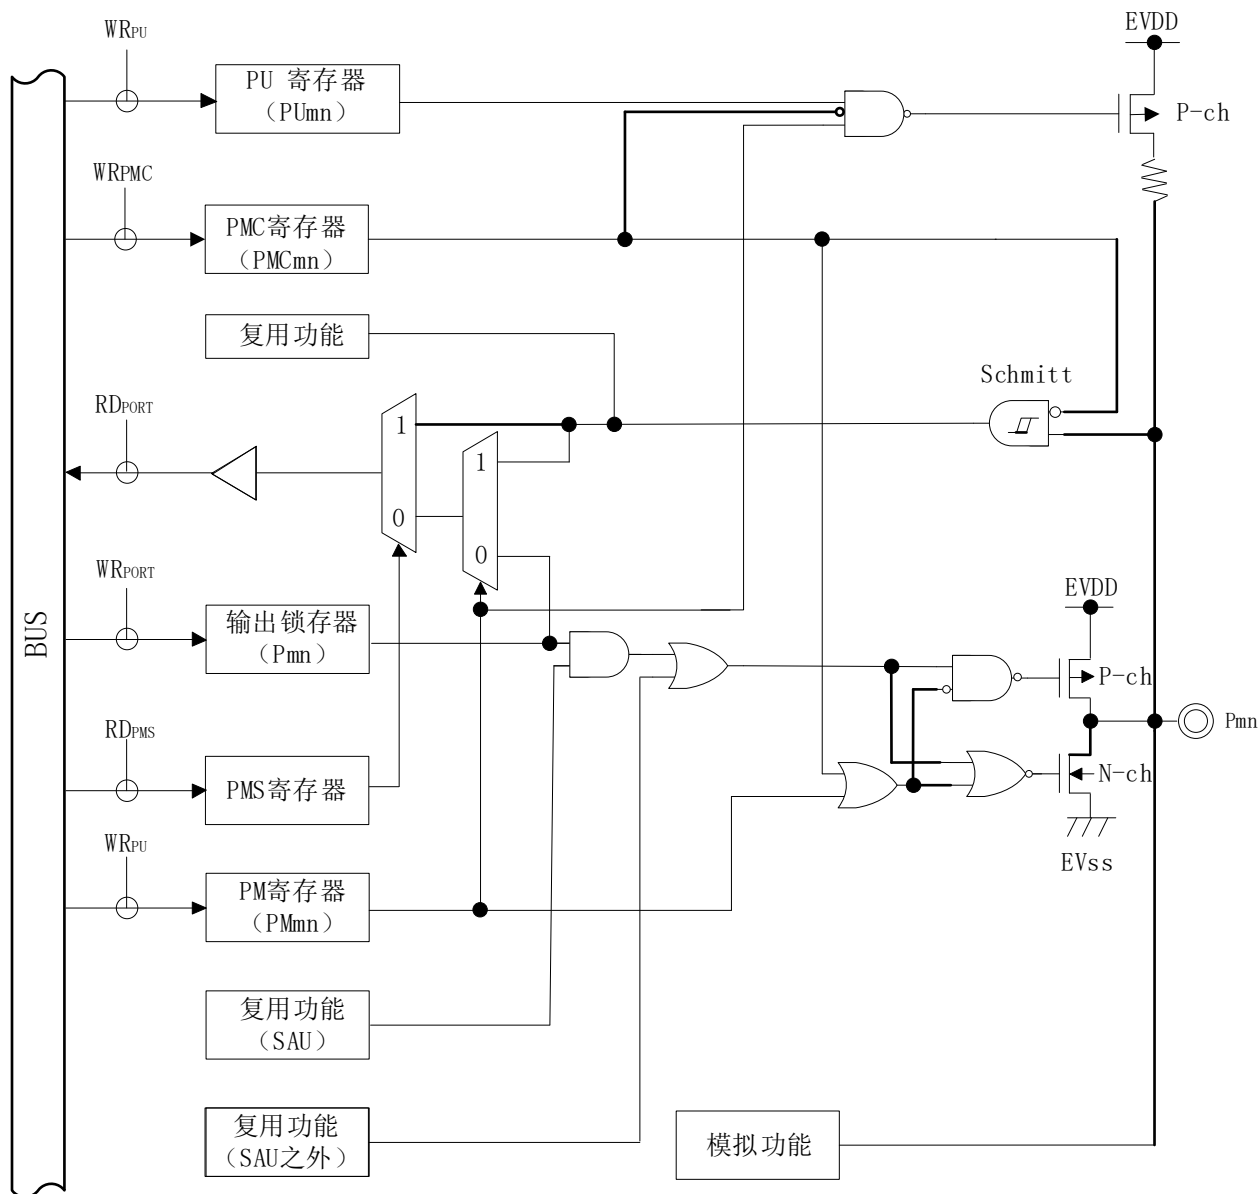 WRPU
EVDD
PU 寄存器
（PUmn）
P-ch
WRPMC
PMC寄存器
（PMCmn）
复用功能
Schmitt
RDPORT
1
1
0
0
WRPORT
EVDD
BUS
输出锁存器
（Pmn）
P-ch
Pmn
RDPMS
PMS寄存器
N-ch
WRPU
EVss
PM寄存器
（PMmn）
复用功能
（SAU）
复用功能
（SAU之外）
模拟功能